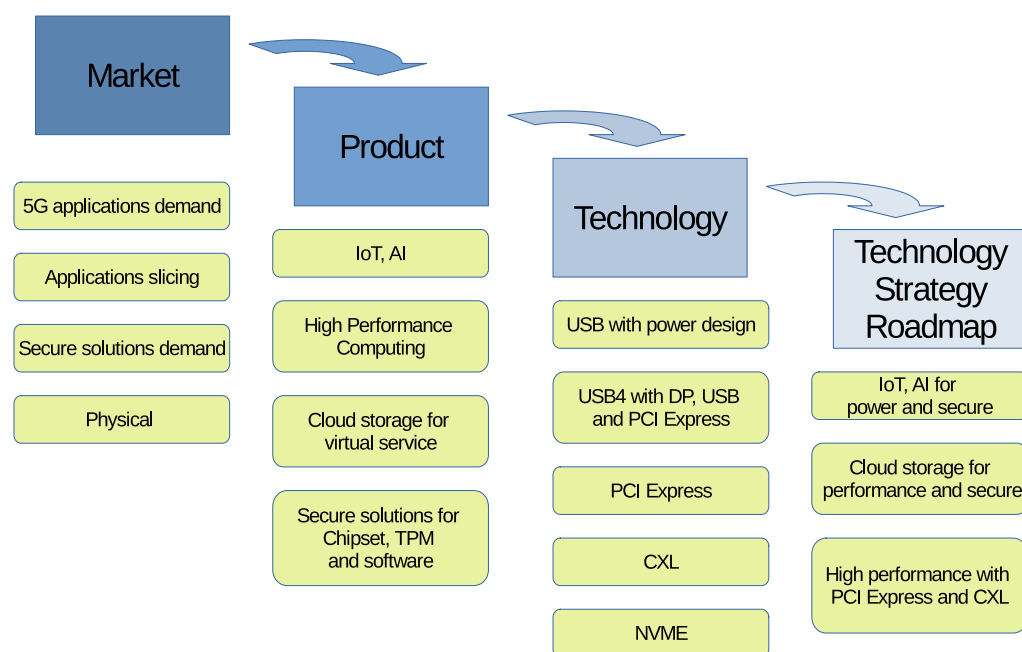 Market
5G applications demand
Applications slicing
Secure solutions demand
Physical
Product
IoT, AI
High Performance
Computing
Cloud storage for
virtual service
Secure solutions for
Chipset, TPM
and software
Technology
USB with power design
USB4 with DP, USB
and PCI Express
PCI Express
CXL
NVME
Technology
Strategy
Roadmap
IoT, AI for
power and secure
Cloud storage for
performance and secure
High performance with
PCI Express and CXL